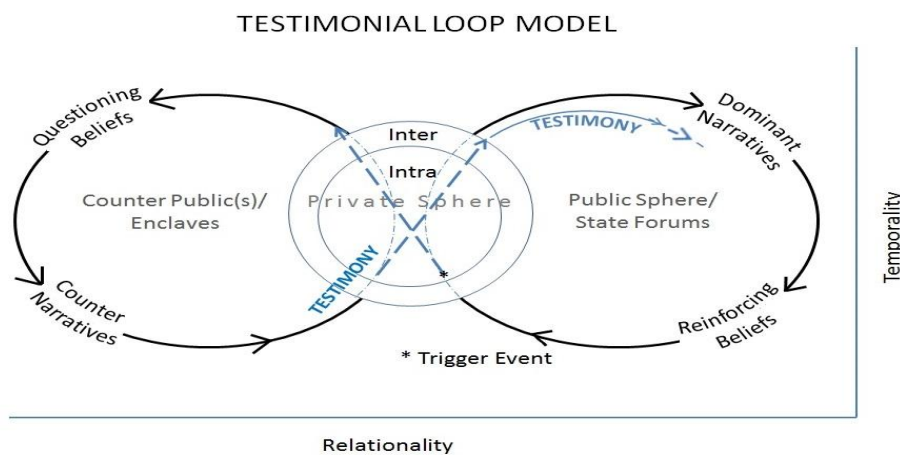 TESTIMONIAL LOOP MODEL
Questioning
Beliefs
Inter
Intra
Private Sphere
TESTIMONY
Dominant
Narratives
Counter Public(s)/
Enclaves
Public Sphere/
State Forums
Temporality
TESTIMONY
*
Counter
Narratives
Reinforcing
Beliefs
* Trigger Event
Relationality